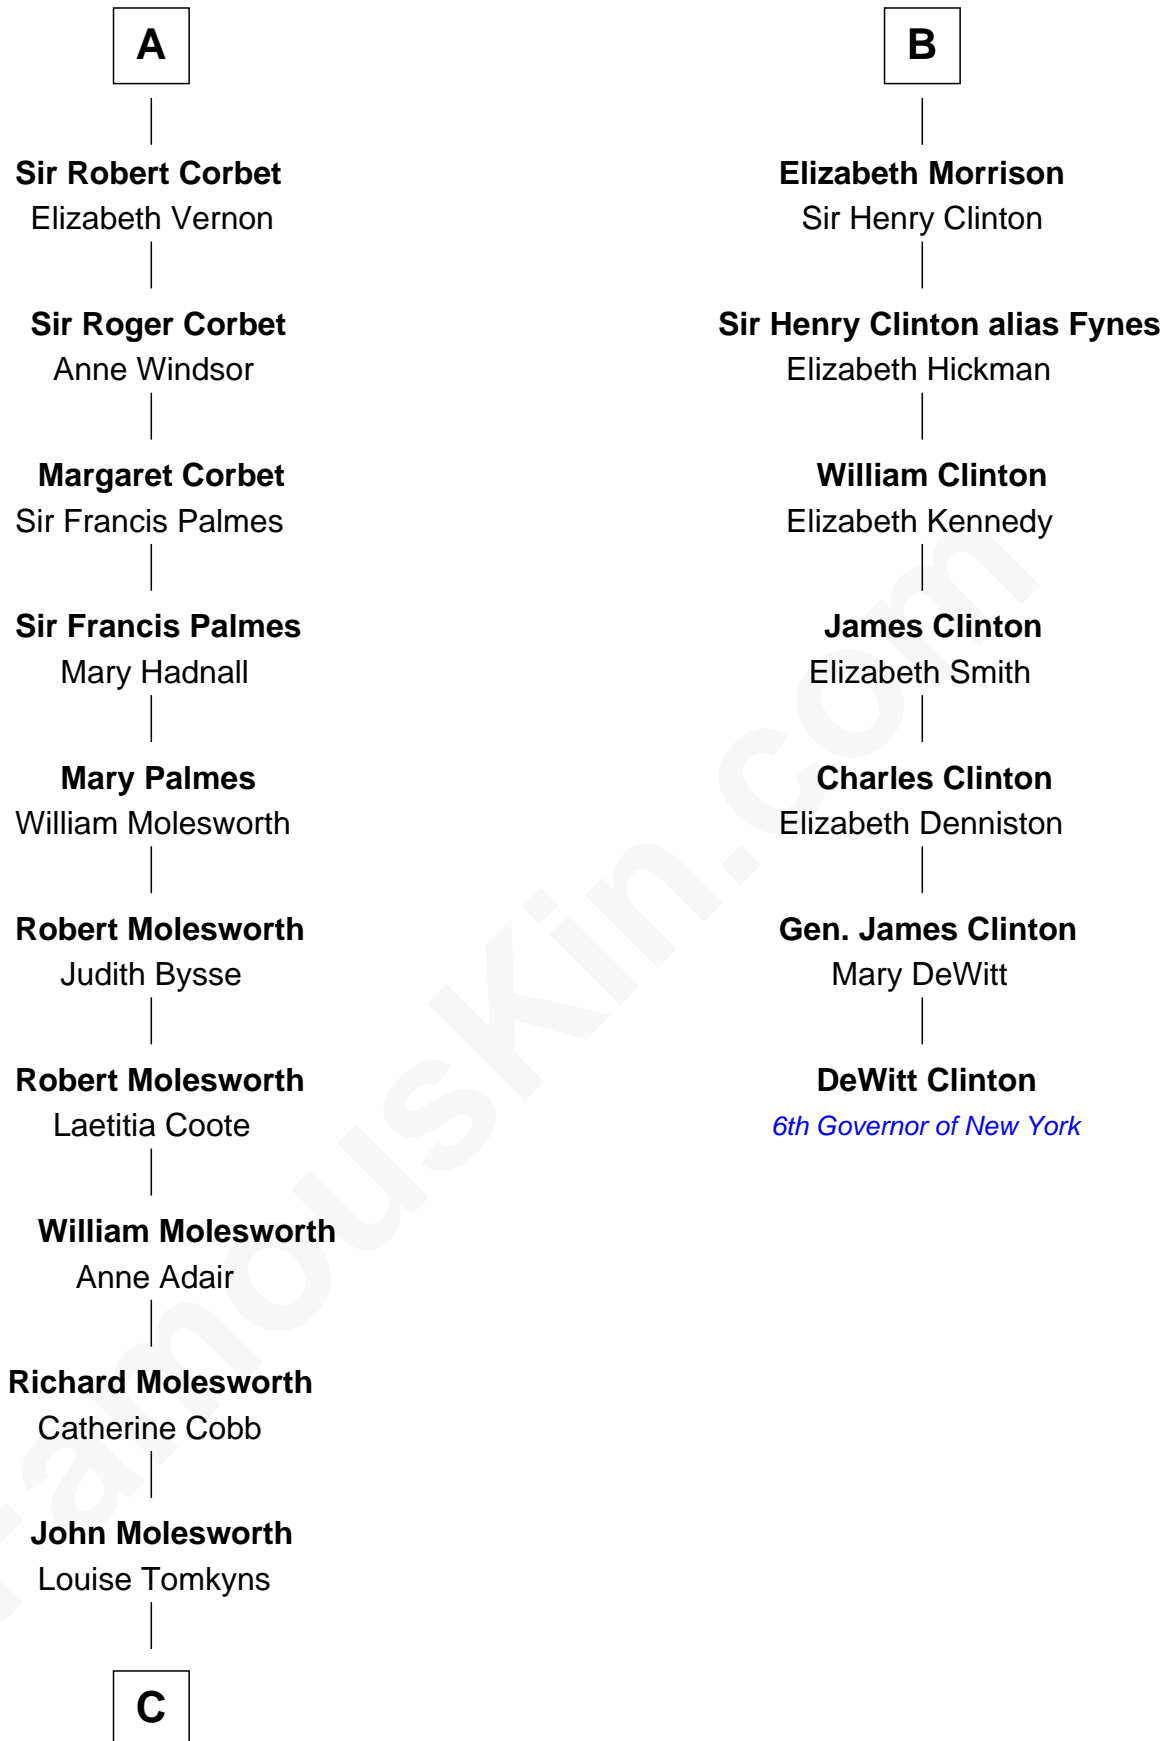 A
Sir Robert Corbet
Elizabeth Vernon
Sir Roger Corbet
Anne Windsor
Margaret Corbet
Sir Francis Palmes
Sir Francis Palmes
Mary Hadnall
Mary Palmes
William Molesworth
Robert Molesworth
Judith Bysse
Robert Molesworth
Laetitia Coote
William Molesworth
Anne Adair
Richard Molesworth
Catherine Cobb
John Molesworth
Louise Tomkyns
C
B
Elizabeth Morrison
Sir Henry Clinton
Sir Henry Clinton alias Fynes
Elizabeth Hickman
William Clinton
Elizabeth Kennedy
James Clinton
Elizabeth Smith
Charles Clinton
Elizabeth Denniston
Gen. James Clinton
Mary DeWitt
DeWitt Clinton
6th Governor of New York
FamousKin.com